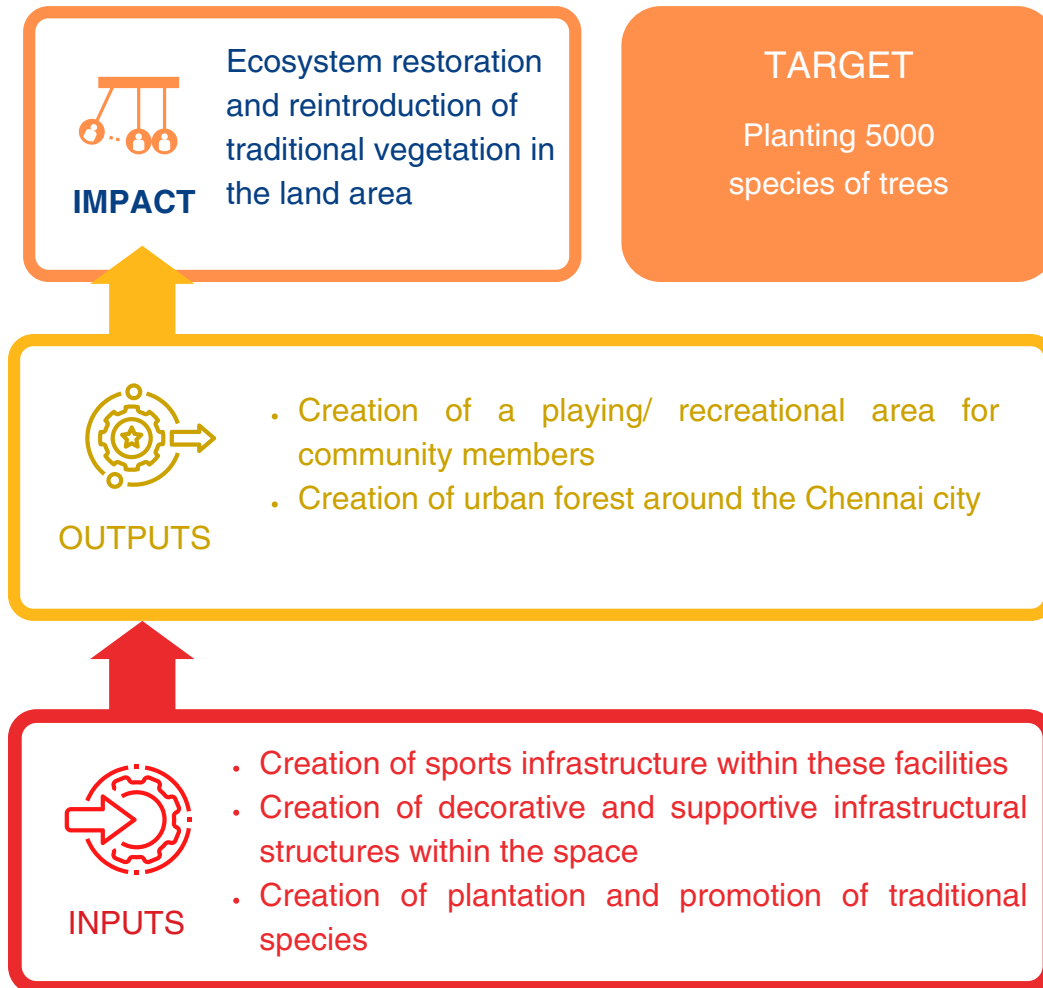 Ecosystem restoration
and reintroduction of
traditional vegetation in
the land area
IMPACT
TARGET
Planting 5000
species of trees
• Creation of a playing/ recreational area for
community members
• Creation of urban forest around the Chennai city
OUTPUTS
• Creation of sports infrastructure within these facilities
• Creation of decorative and supportive infrastructural
structures within the space
• Creation of plantation and promotion of traditional
species
INPUTS